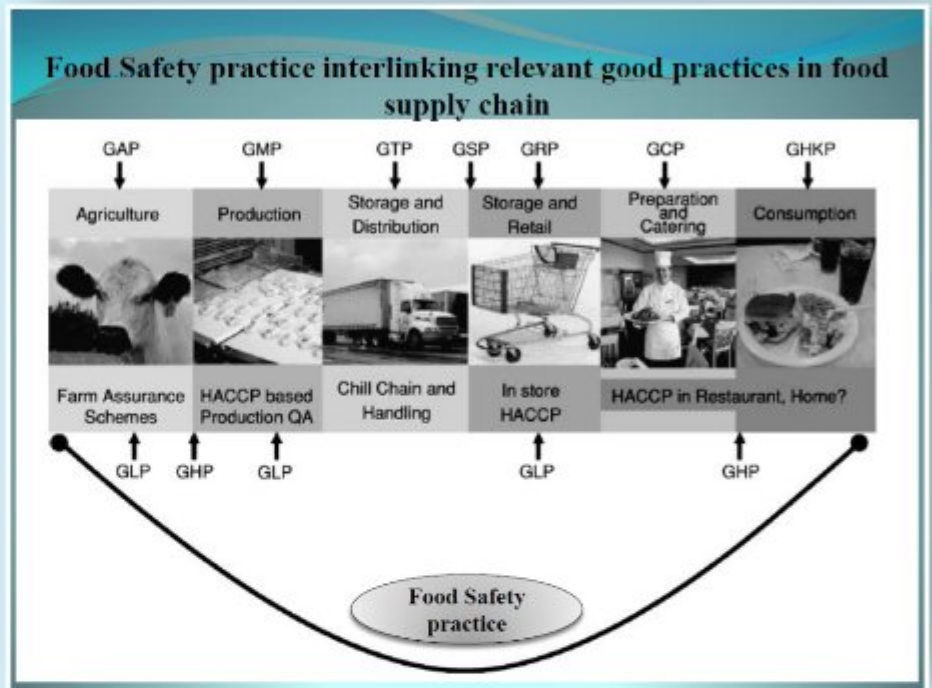 Food Safety practice interlinking relevant good practices in food
supply chain
GAP GMP GTP GSP GRP GCP GHKP
Agriculture
Production
Storage and
Distribution
Storage and
Retail
Preparation
and
Catering
Consumption
Farm Assurance
Schemes
HACCP based
Production QA
Chill Chain and
Handling
In store
HACCP
HACCP in Restaurant, Home?
GLP GHP GLP GLP GHP
Food Safety
practice